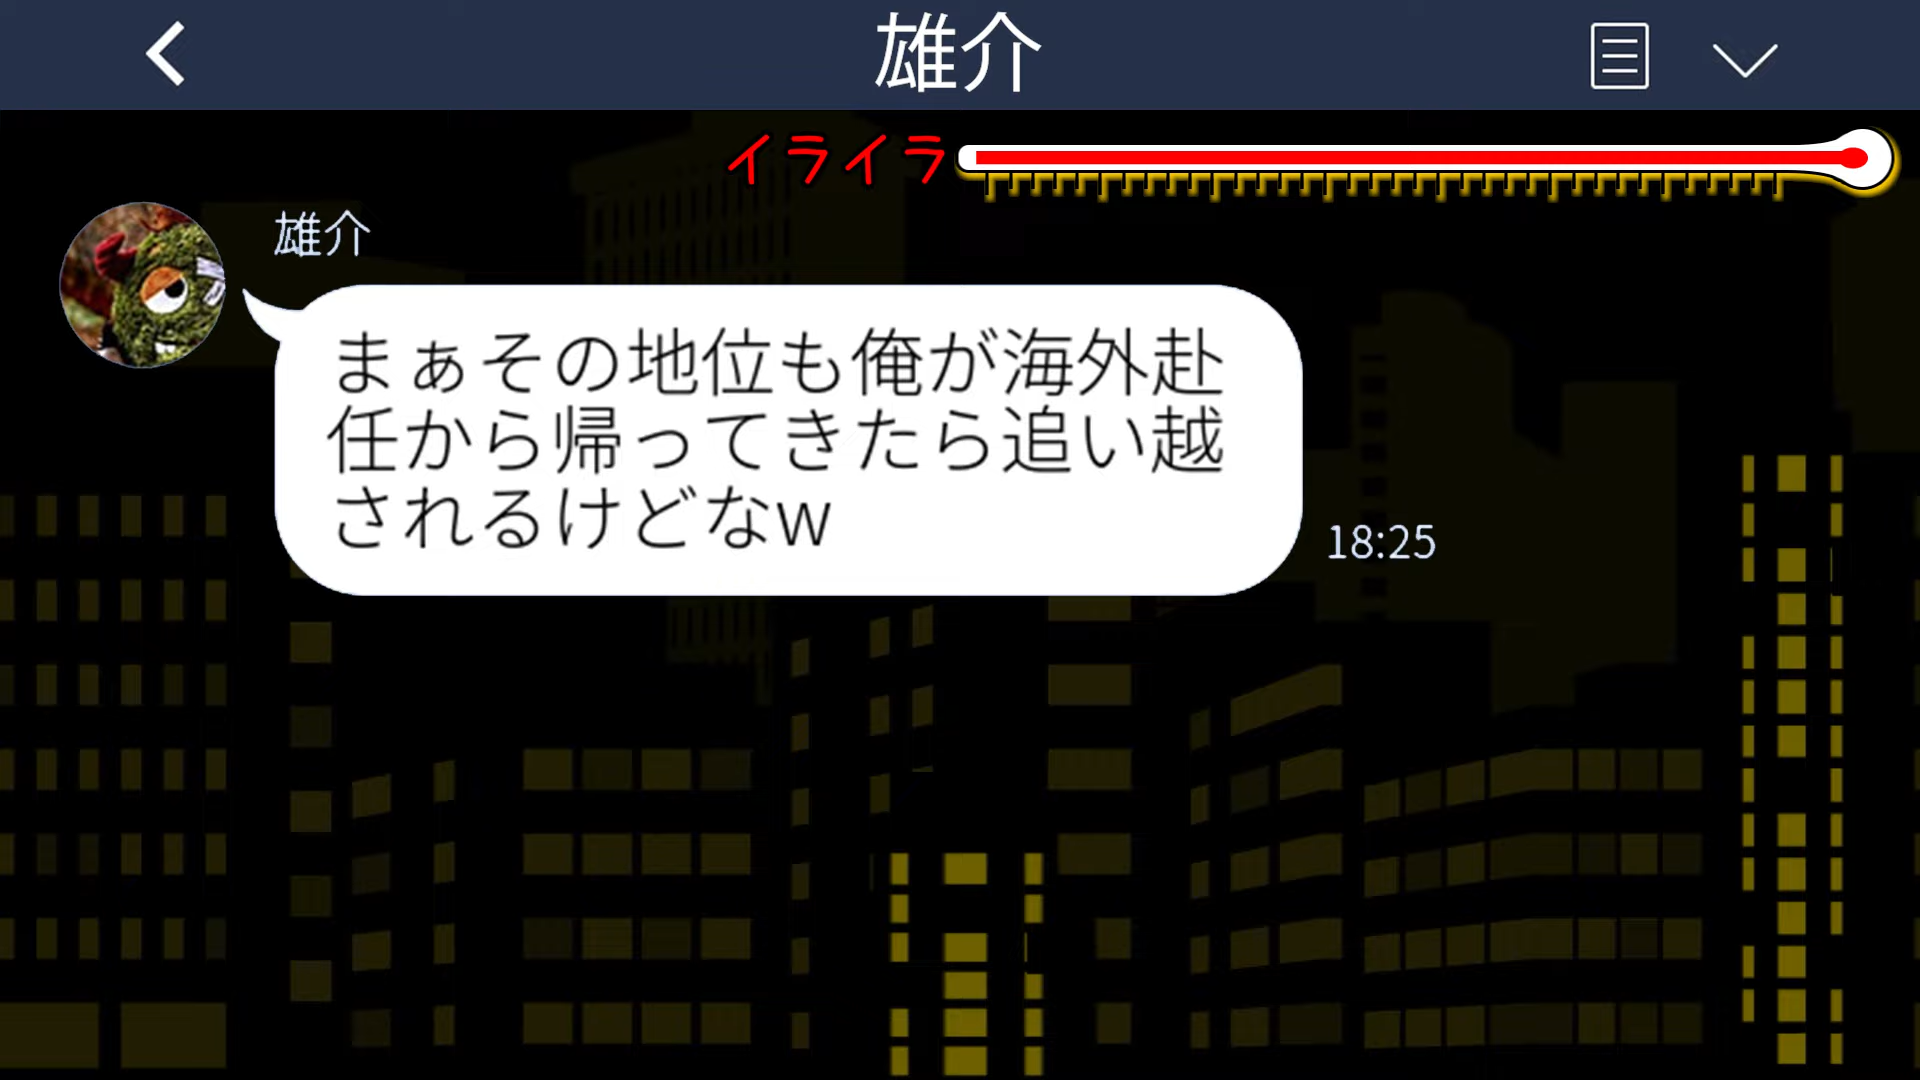 雄介
イライラ
雄介
まぁその地位も俺が海外赴
任から帰ってきたら追い越
されるけどなw
18:25